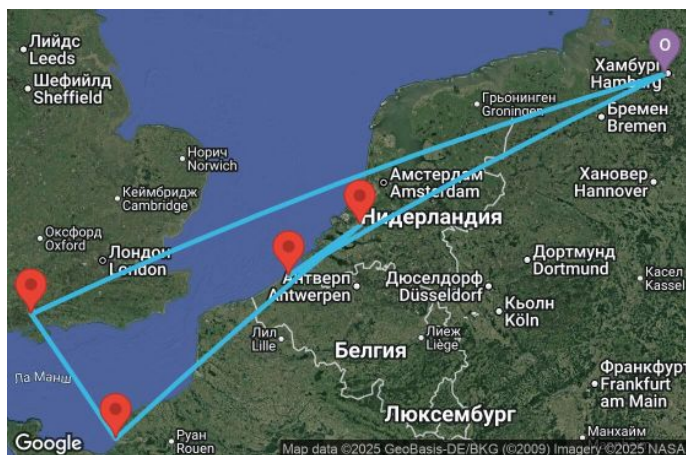 О
Лийдс
Leeds
Шефийлд
Sheffield
Хамбург
Hamburg
Грьонинген
Groningen
Бремен
Bremen
Норич
Norwich
Амстердам
Amsterdam
Хановер
Hannover
Кеймбридж
Cambridge
Нидерландия
Оксфорд
Oxford
Лондон
London
Дортмунд
Dortmund
Антверп
Antwerpen
Дюселдорф
Düsseldorf
Касел
Kassel
Кьолн
Köln
Лил
Lille
Лиеж
Liège
Белгия
Ла Манш
Франкфурт
Frankfurt
am Main
Люксембург
Руан
Rouen
Манхайм
Google
Map data ©2025 GeoBasis-DE/BKG (©2009) Imagery ©2025 NASA